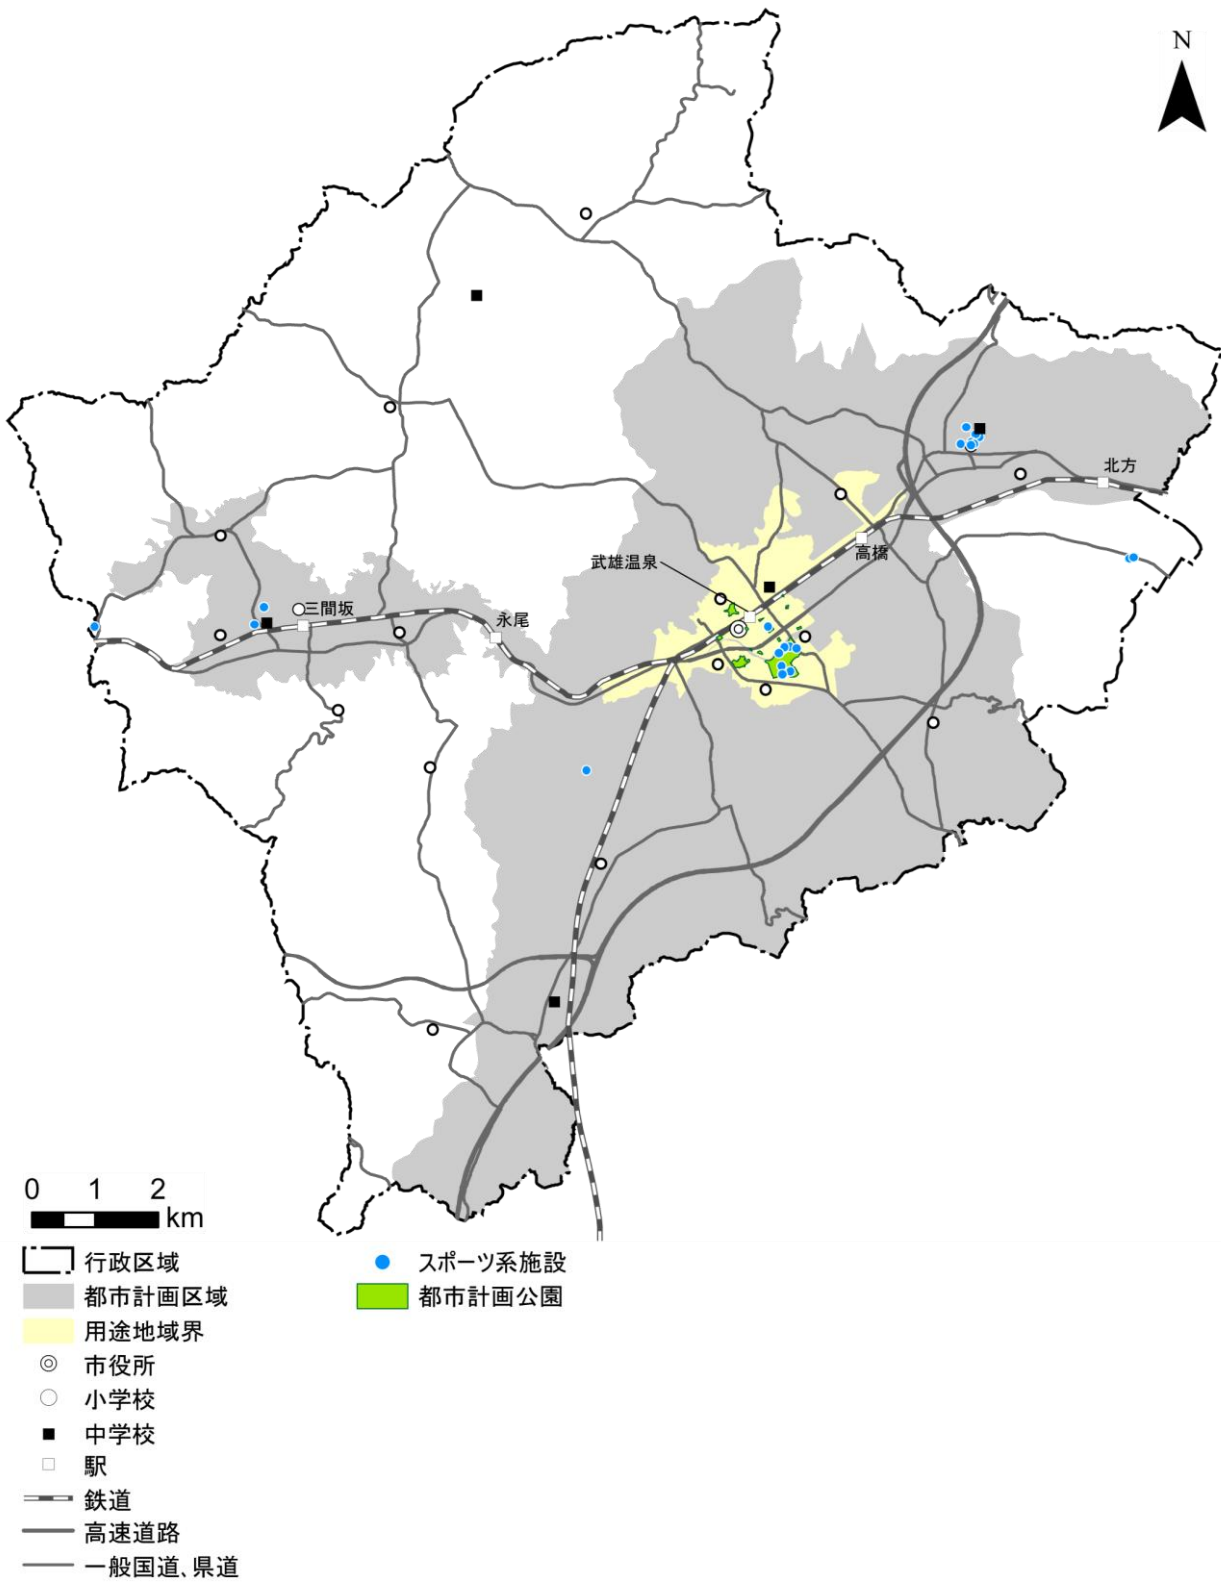 N
北方
高橋
武雄温泉
三間坂
永尾
0 1 2
km
行政区域
都市計画区域
用途地域界
市役所
小学校
中学校
駅
鉄道
高速道路
一般国道、県道
スポーツ系施設
都市計画公園